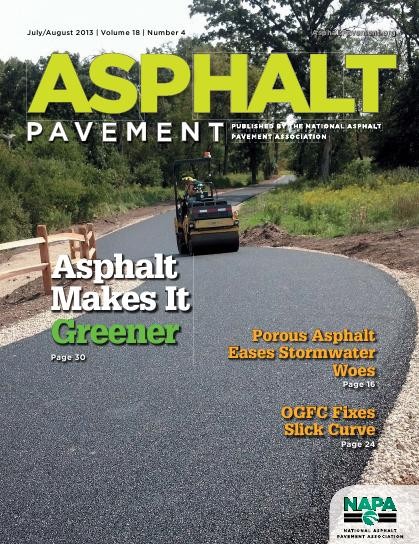 July/August 2013 | Volume 18 | Number 4
AsphaltPavement.org
ASPHALT
PAVEMENT
PUBLISHED BY THE NATIONAL ASPHALT
PAVEMENT ASSOCIATION
Asphalt
Makes It
Greener
Page 30
Porous Asphalt
Eases Stormwater
Woes
Page 16
OGFC Fixes
Slick Curve
Page 24
NAPA
NATIONAL ASPHALT
PAVEMENT ASSOCIATION